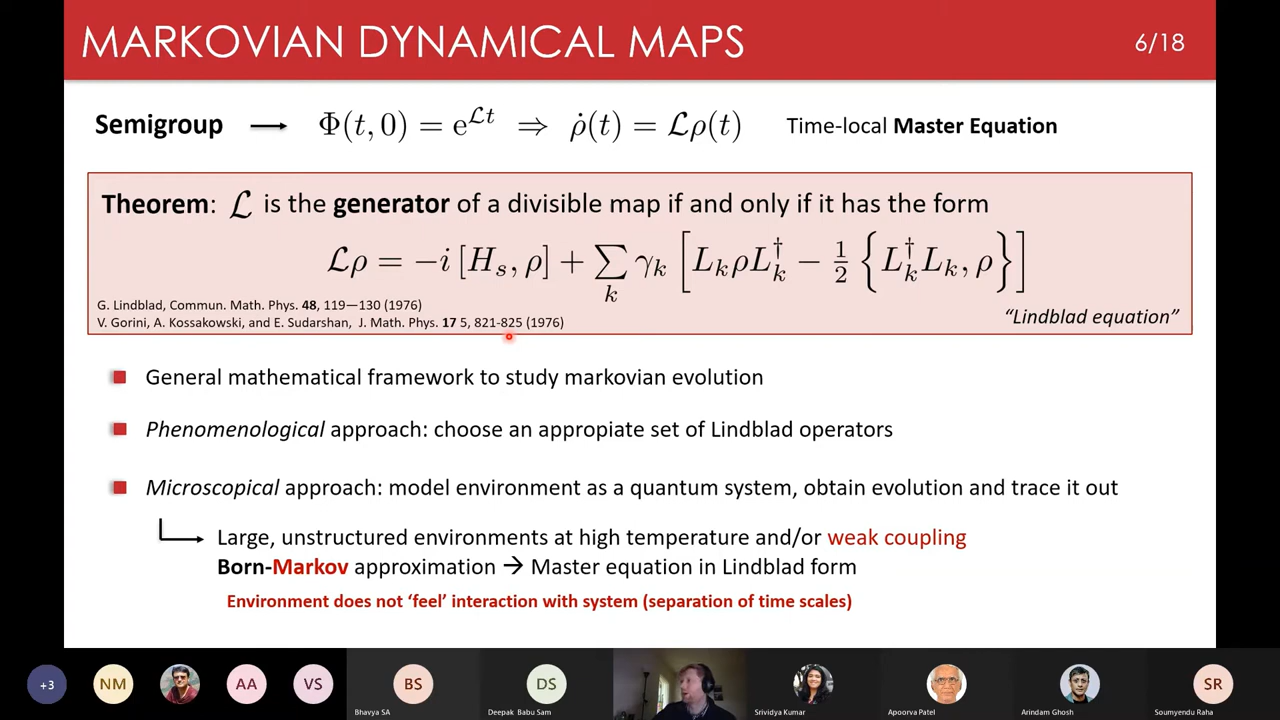 MARKOVIAN DYNAMICAL MAPS
6/18
Semigroup → Φ(t, 0) = e^{ℒt} ⇒ ρ̇(t) = ℒρ(t) Time-local Master Equation
Theorem: ℒ is the generator of a divisible map if and only if it has the form
ℒρ = −i [H_s, ρ] + ∑_k γ_k [L_k ρ L_k^† − 1/2 {L_k^† L_k, ρ}]
G. Lindblad, Commun. Math. Phys. 48, 119—130 (1976)
V. Gorini, A. Kossakowski, and E. Sudarshan, J. Math. Phys. 17 5, 821-825 (1976)
“Lindblad equation”
General mathematical framework to study markovian evolution
Phenomenological approach: choose an appropiate set of Lindblad operators
Microscopical approach: model environment as a quantum system, obtain evolution and trace it out
Large, unstructured environments at high temperature and/or weak coupling
Born-Markov approximation → Master equation in Lindblad form
Environment does not ‘feel’ interaction with system (separation of time scales)
+3
NM
AA
VS
BS
DS
SR
Bhavya SA
Deepak Babu Sam
Srividya Kumar
Apoorva Patel
Arindam Ghosh
Soumyendu Raha